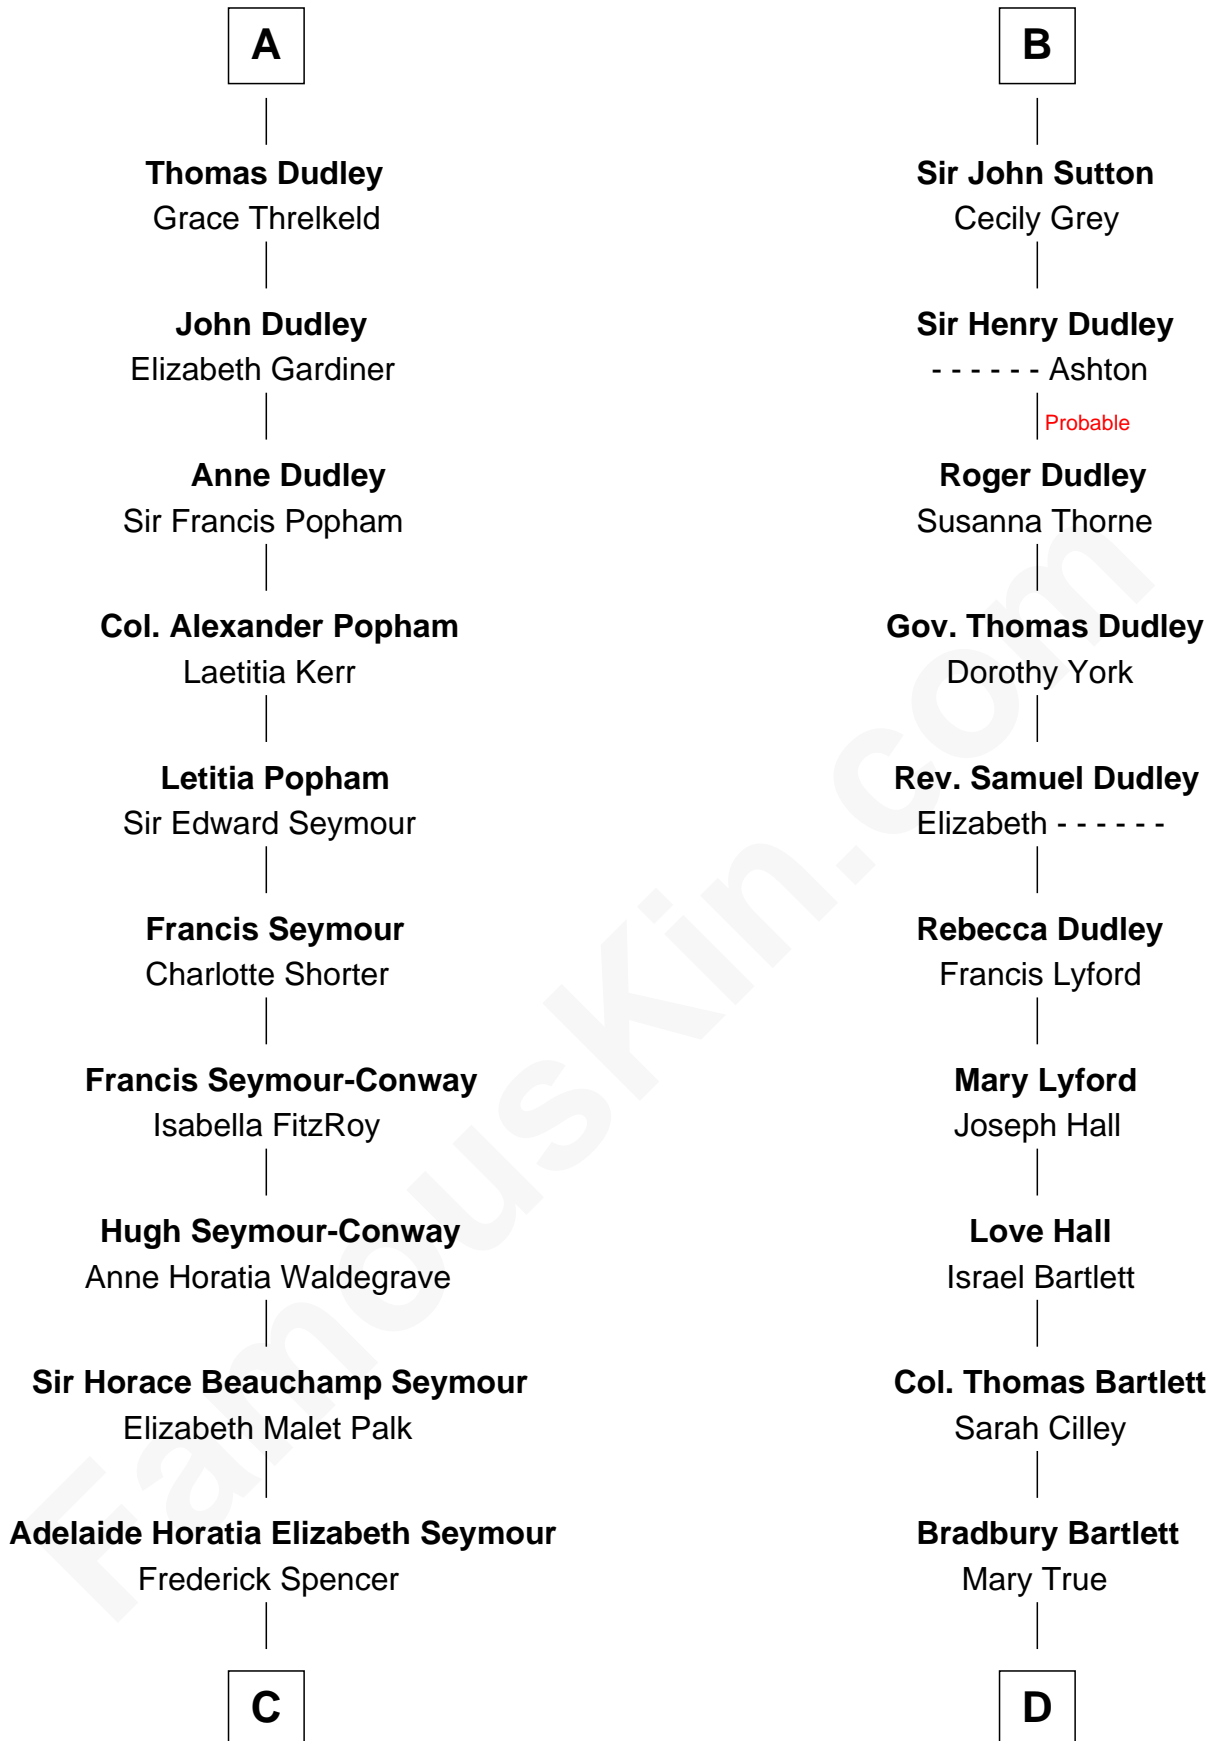 A
Thomas Dudley
Grace Threlkeld
John Dudley
Elizabeth Gardiner
Anne Dudley
Sir Francis Popham
Col. Alexander Popham
Laetitia Kerr
Letitia Popham
Sir Edward Seymour
Francis Seymour
Charlotte Shorter
Francis Seymour-Conway
Isabella FitzRoy
Hugh Seymour-Conway
Anne Horatia Waldegrave
Sir Horace Beauchamp Seymour
Elizabeth Malet Palk
Adelaide Horatia Elizabeth Seymour
Frederick Spencer
C
B
Sir John Sutton
Cecily Grey
Sir Henry Dudley
- - - - - - Ashton
Probable
Roger Dudley
Susanna Thorne
Gov. Thomas Dudley
Dorothy York
Rev. Samuel Dudley
Elizabeth - - - - - -
Rebecca Dudley
Francis Lyford
Mary Lyford
Joseph Hall
Love Hall
Israel Bartlett
Col. Thomas Bartlett
Sarah Cilley
Bradbury Bartlett
Mary True
D
FamousKin.com